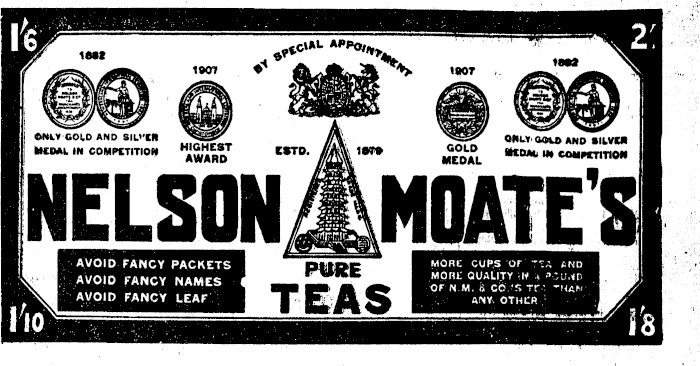 1/6
2/-
BY SPECIAL APPOINTMENT
1882
1907
1907
1882
ONLY GOLD AND SILVER
MEDAL IN COMPETITION
HIGHEST
AWARD
ESTD. 1879
GOLD
MEDAL
ONLY GOLD AND SILVER
MEDAL IN COMPETITION
NELSON MOATE'S
PURE
TEAS
AVOID FANCY PACKETS
AVOID FANCY NAMES
AVOID FANCY LEAF
MORE CUPS OF TEA AND
MORE QUALITY IN A POUND
OF N.M. & CO.'S TEA THAN
ANY OTHER
1/10
1/8